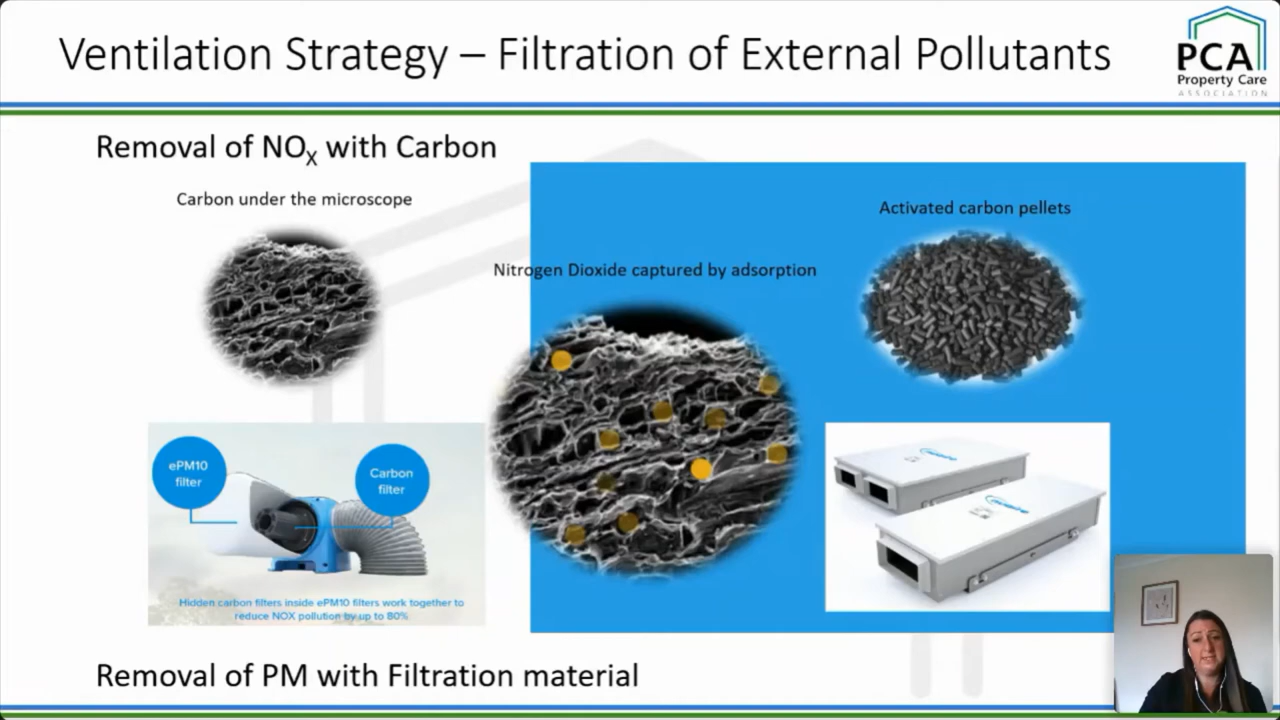 Ventilation Strategy – Filtration of External Pollutants
PCA
Property Care
ASSOCIATION
Removal of NOX with Carbon
Carbon under the microscope
Activated carbon pellets
Nitrogen Dioxide captured by adsorption
ePM10
filter
Carbon
filter
Hidden carbon filters inside ePM10 filters work together to
reduce NOX pollution by up to 80%
Removal of PM with Filtration material